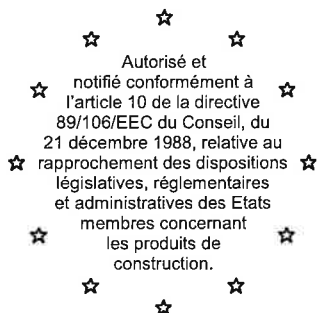 Autorisé et
notifié conformément à
l'article 10 de la directive
89/106/EEC du Conseil, du
21 décembre 1988, relative au
rapprochement des dispositions
législatives, réglementaires
et administratives des Etats
membres concernant
les produits de
construction.